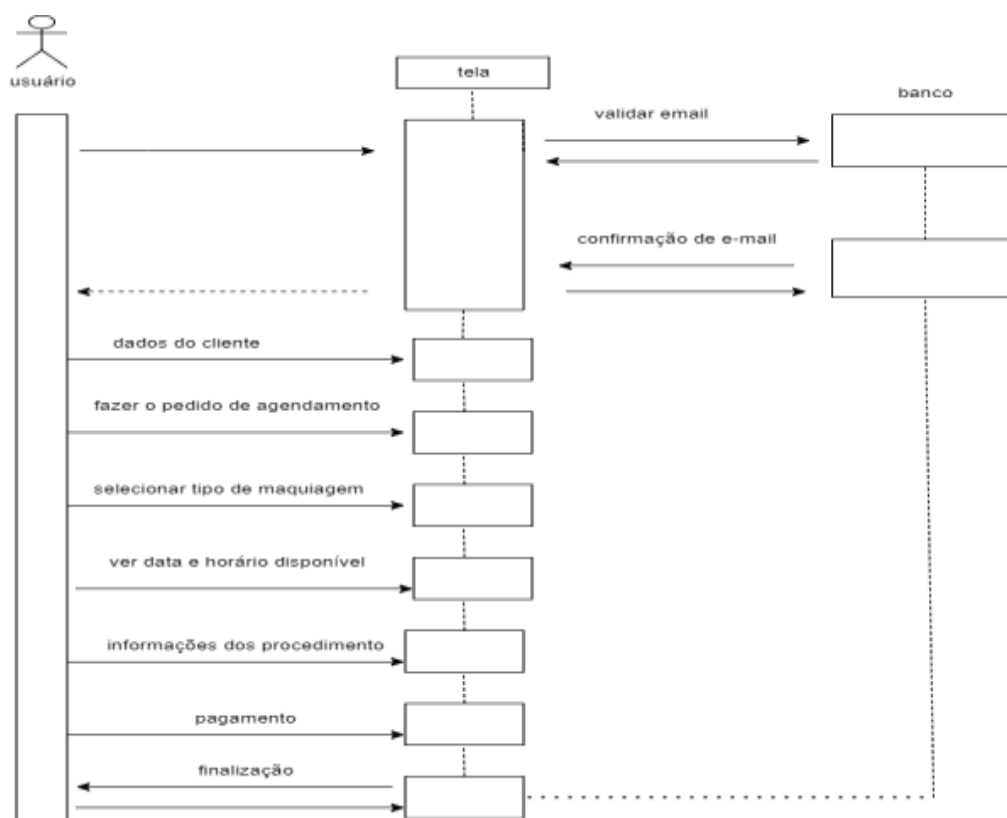 usuário
tela
banco
validar email
confirmação de e-mail
dados do cliente
fazer o pedido de agendamento
selecionar tipo de maquiagem
ver data e horário disponível
informações dos procedimento
pagamento
finalização